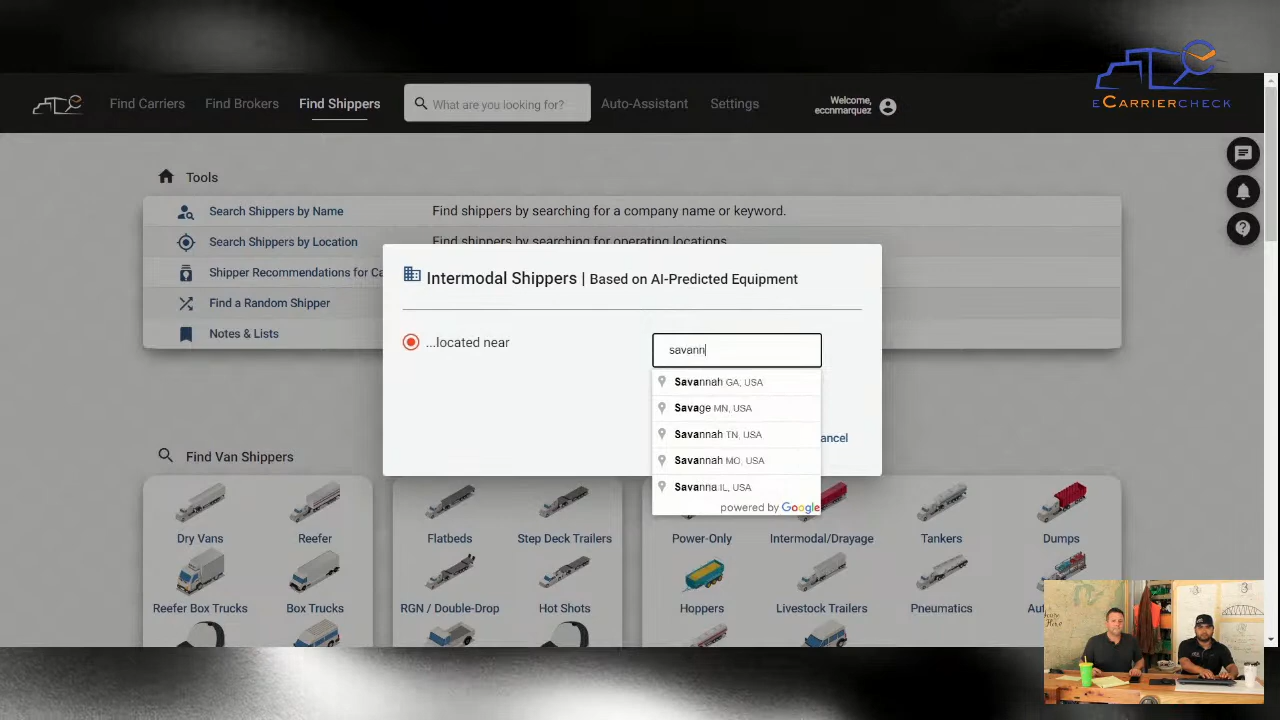 Find Carriers
Find Brokers
Find Shippers
What are you looking for?
Auto-Assistant
Settings
Welcome,
eccnmarquez
eCarrierCheck
Tools
Search Shippers by Name
Find shippers by searching for a company name or keyword.
Search Shippers by Location
Find shippers by searching for operating locations.
Shipper Recommendations for Ca
Find a Random Shipper
Notes & Lists
Intermodal Shippers | Based on AI-Predicted Equipment
...located near
savann
Savannah GA, USA
Savage MN, USA
Savannah TN, USA
Savannah MO, USA
Savanna IL, USA
powered by Google
ancel
Find Van Shippers
Dry Vans
Reefer
Flatbeds
Step Deck Trailers
Power-Only
Intermodal/Drayage
Tankers
Dumps
Reefer Box Trucks
Box Trucks
RGN / Double-Drop
Hot Shots
Hoppers
Livestock Trailers
Pneumatics
Au